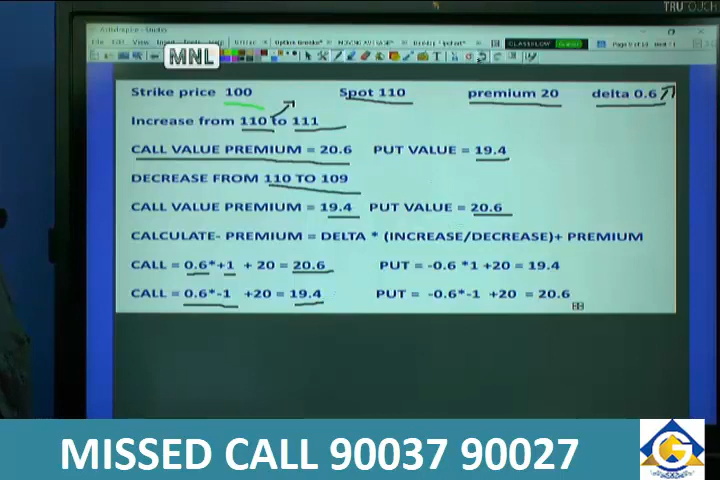 TRU TOUCH
MNL
CLASSFLOW
Strike price 100 Spot 110 premium 20 delta 0.6
Increase from 110 to 111
CALL VALUE PREMIUM = 20.6 PUT VALUE = 19.4
DECREASE FROM 110 TO 109
CALL VALUE PREMIUM = 19.4 PUT VALUE = 20.6
CALCULATE- PREMIUM = DELTA * (INCREASE/DECREASE)+ PREMIUM
CALL = 0.6*+1 + 20 = 20.6 PUT = -0.6 *1 +20 = 19.4
CALL = 0.6*-1 +20 = 19.4 PUT = -0.6*-1 +20 = 20.6
MISSED CALL 90037 90027